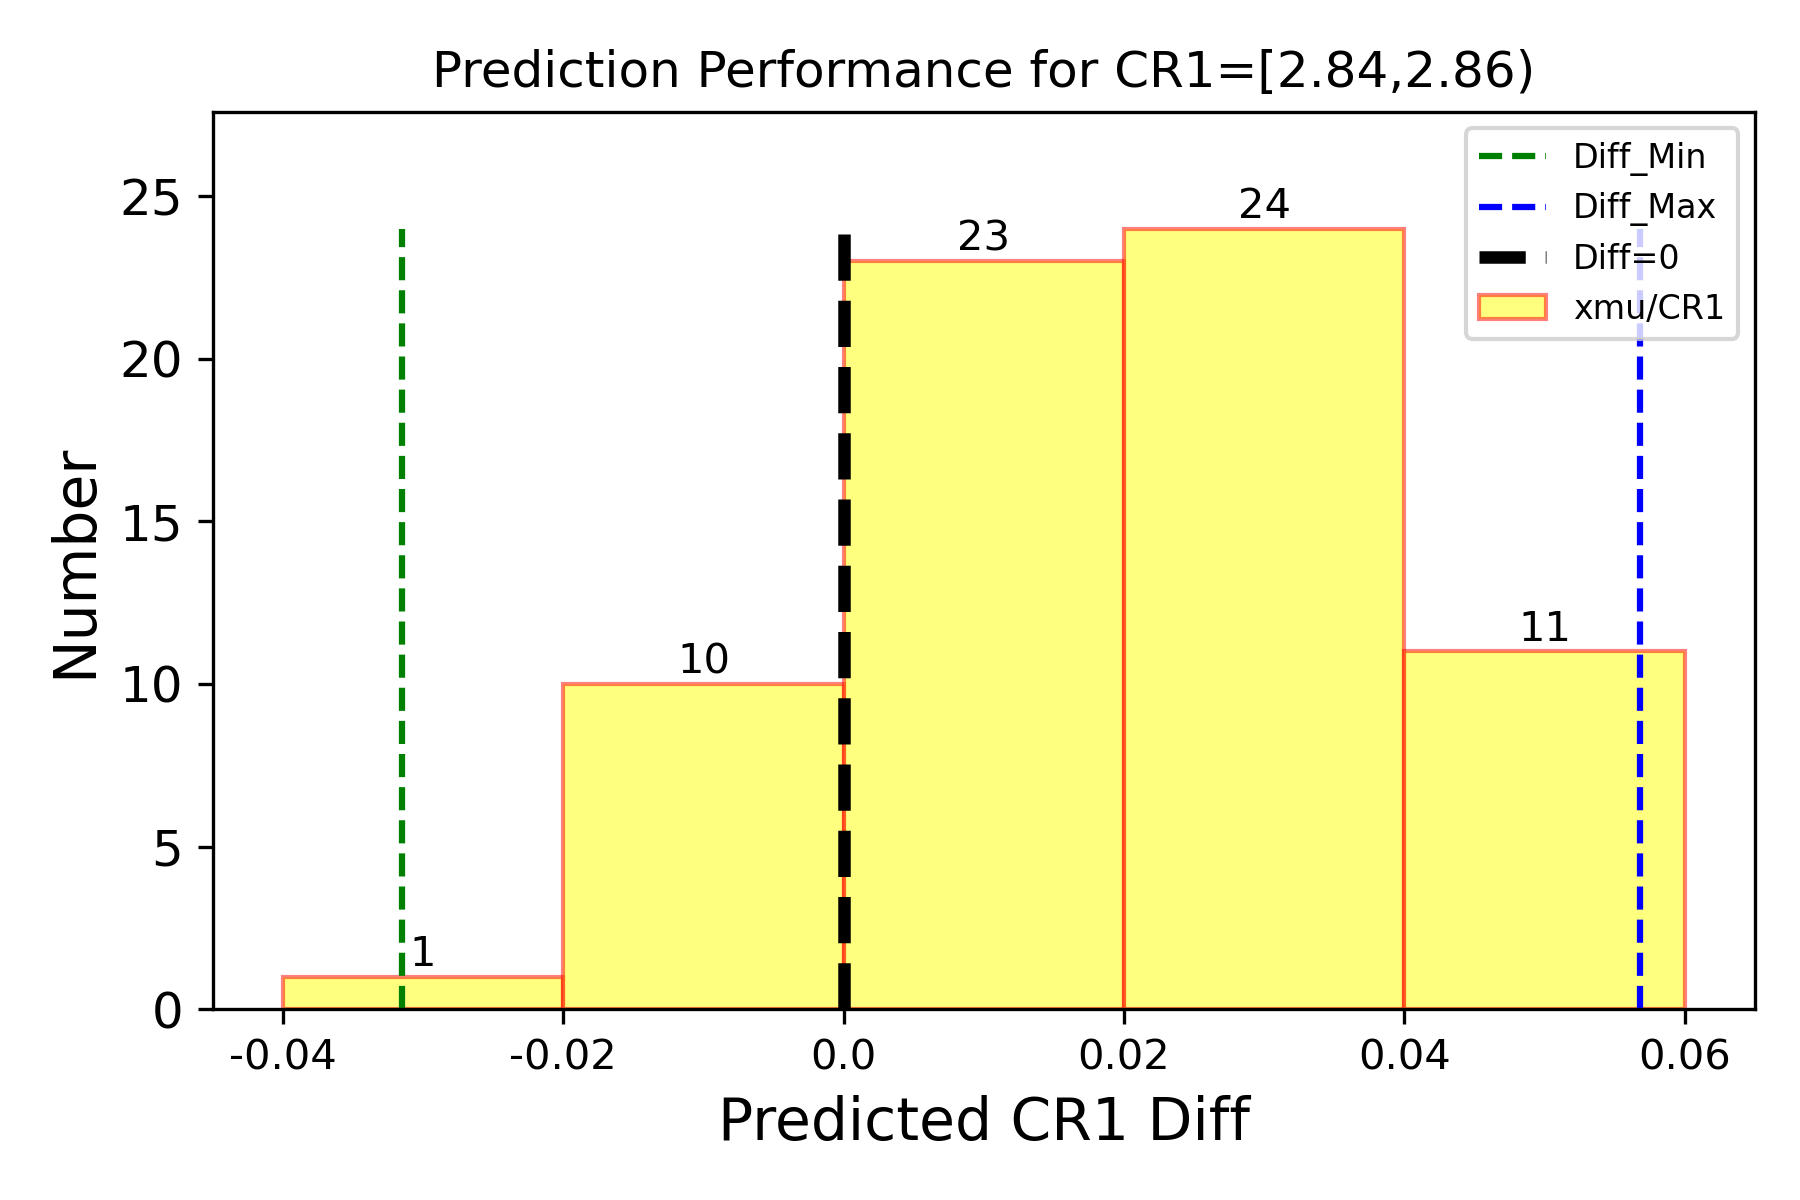 Prediction Performance for CR1=[2.84,2.86)
Diff_Min
Diff_Max
Diff=0
xmu/CR1
25
20
15
10
5
0
Number
1
10
23
24
11
-0.04
-0.02
0.0
0.02
0.04
0.06
Predicted CR1 Diff